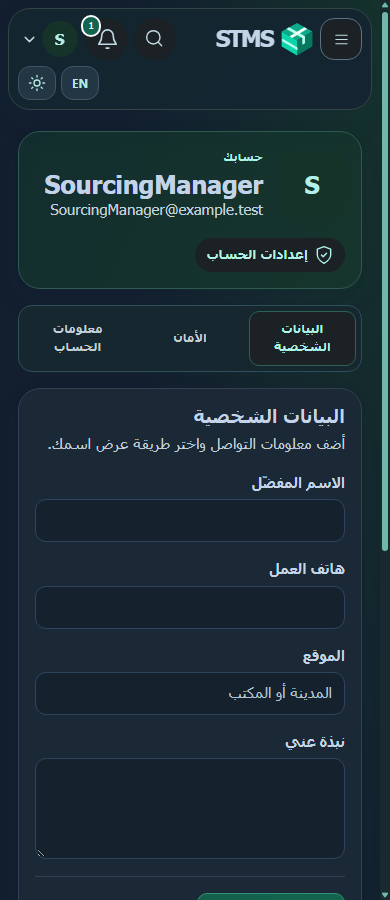 STMS
1
S
EN
حسابك
S
SourcingManager
SourcingManager@example.test
إعدادات الحساب
البيانات الشخصية
الأمان
معلومات الحساب
البيانات الشخصية
أضف معلومات التواصل واختر طريقة عرض اسمك.
الاسم المفضّل
هاتف العمل
الموقع
المدينة أو المكتب
نبذة عني